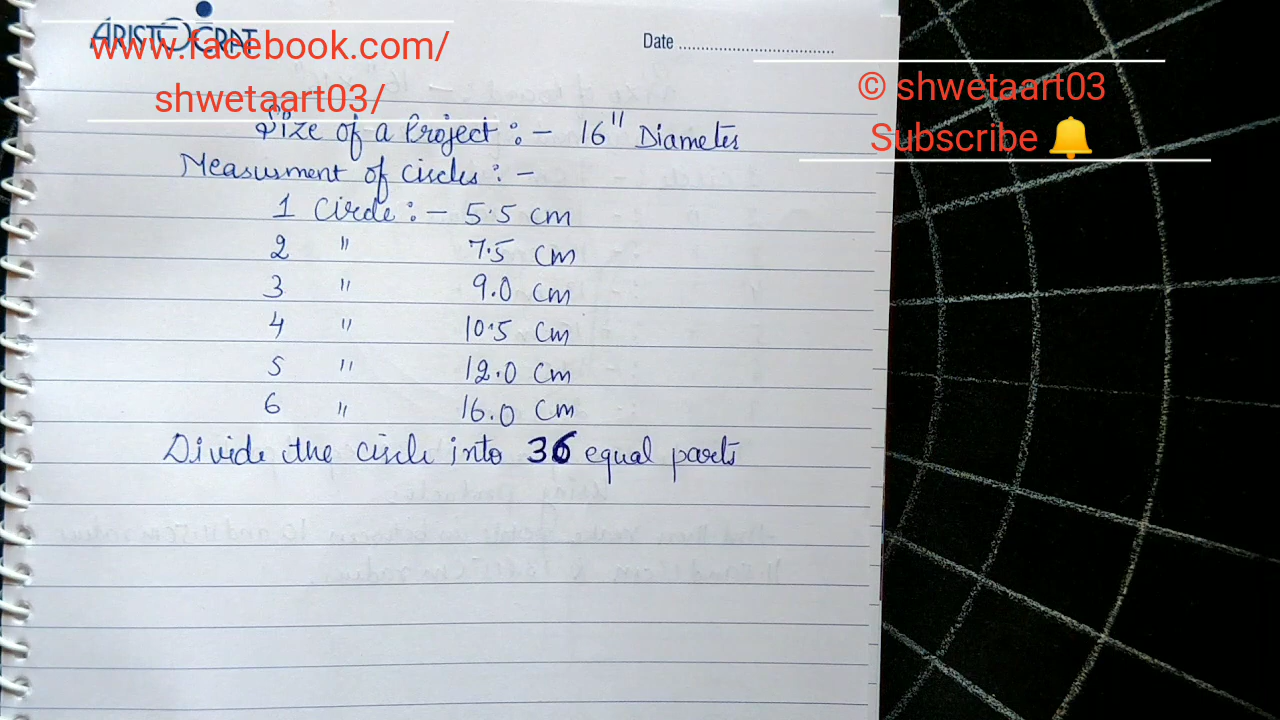 ARISTOCRAT
www.facebook.com/
shwetaart03/
Date
© shwetaart03
Subscribe 🔔
Size of a Project :- 16" Diameter
Measurment of circles :-
1 Circle :- 5.5 cm
2 " 7.5 cm
3 " 9.0 cm
4 " 10.5 cm
5 " 12.0 cm
6 " 16.0 cm
Divide the circle into 36 equal parts